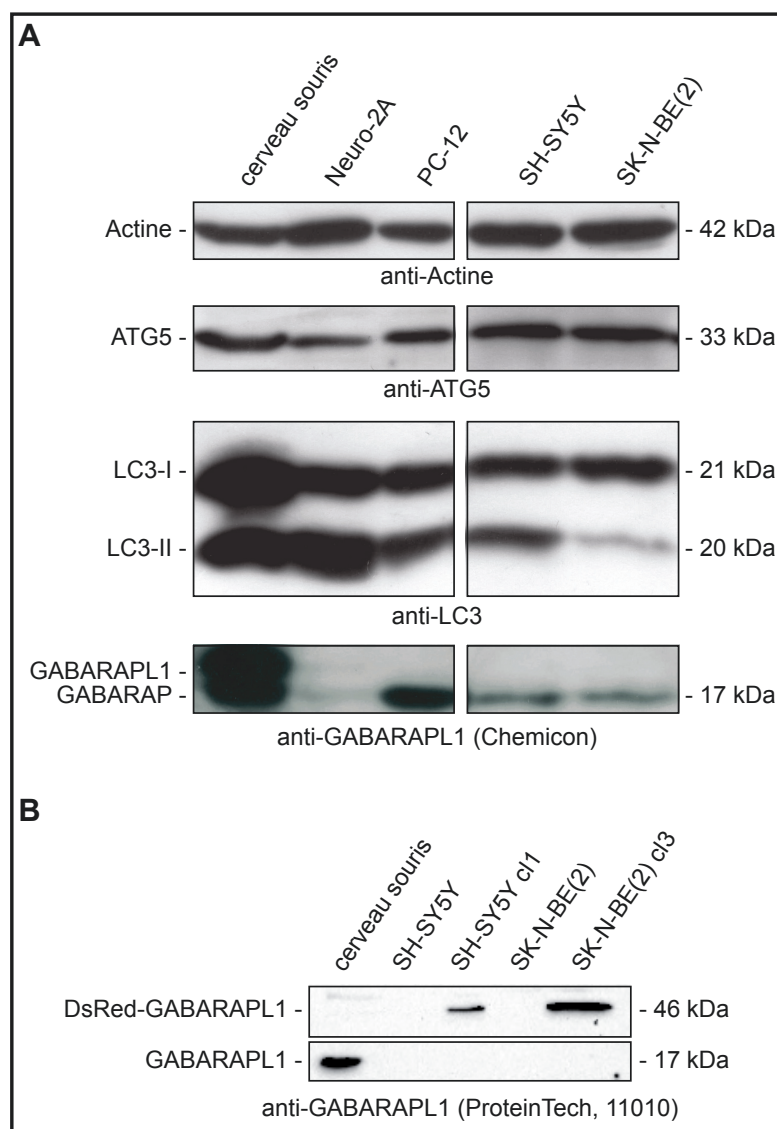 A
cerveau souris
Neuro-2A
PC-12
SH-SY5Y
SK-N-BE(2)
Actine -
- 42 kDa
anti-Actine
ATG5 -
- 33 kDa
anti-ATG5
LC3-I -
- 21 kDa
LC3-II -
- 20 kDa
anti-LC3
GABARAPL1 -
GABARAP -
- 17 kDa
anti-GABARAPL1 (Chemicon)
B
cerveau souris
SH-SY5Y
SH-SY5Y cl1
SK-N-BE(2)
SK-N-BE(2) cl3
DsRed-GABARAPL1 -
- 46 kDa
GABARAPL1 -
- 17 kDa
anti-GABARAPL1 (ProteinTech, 11010)